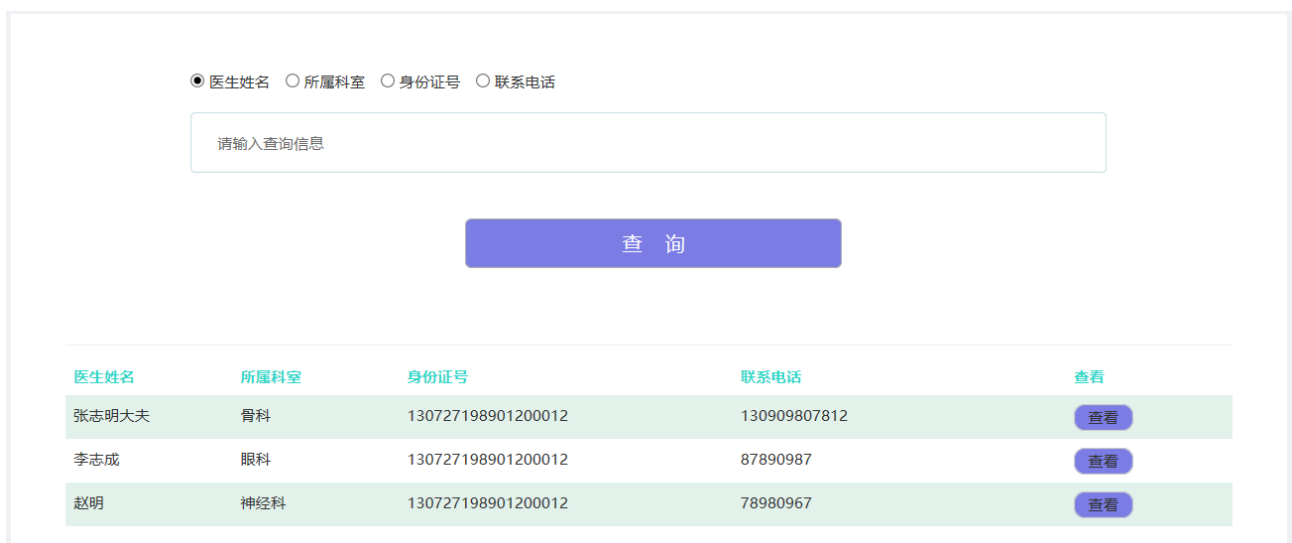 医生姓名 所属科室 身份证号 联系电话
请输入查询信息
查 询
医生姓名 所属科室 身份证号 联系电话 查看
张志明大夫 骨科 130727198901200012 130909807812 查看
李志成 眼科 130727198901200012 87890987 查看
赵明 神经科 130727198901200012 78980967 查看